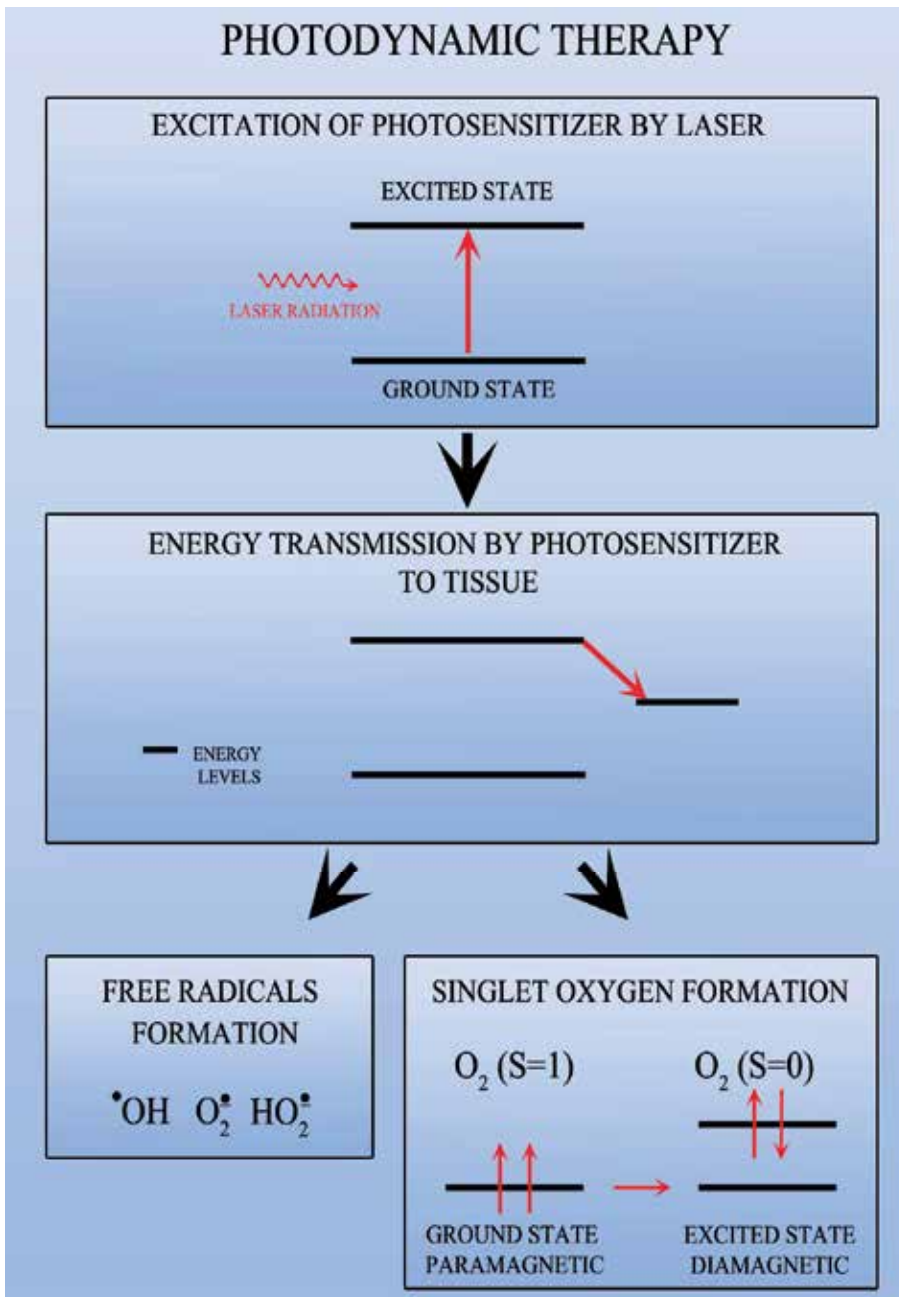 PHOTODYNAMIC THERAPY
EXCITATION OF PHOTOSENSITIZER BY LASER
EXCITED STATE
LASER RADIATION
GROUND STATE
ENERGY TRANSMISSION BY PHOTOSENSITIZER
TO TISSUE
ENERGY
LEVELS
FREE RADICALS
FORMATION
•OH O₂•̲ HO₂•̲
SINGLET OXYGEN FORMATION
O₂ (S=1) O₂ (S=0)
GROUND STATE EXCITED STATE
PARAMAGNETIC DIAMAGNETIC